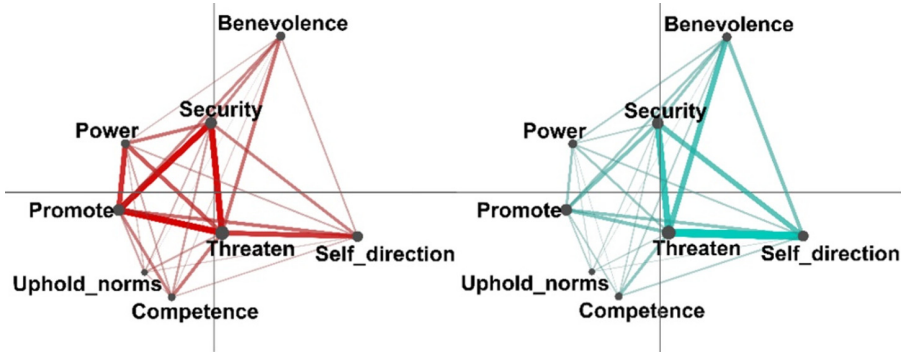 Benevolence
Security
Power
Promote
Threaten
Self_direction
Uphold_norms
Competence
Benevolence
Security
Power
Promote
Threaten
Self_direction
Uphold_norms
Competence